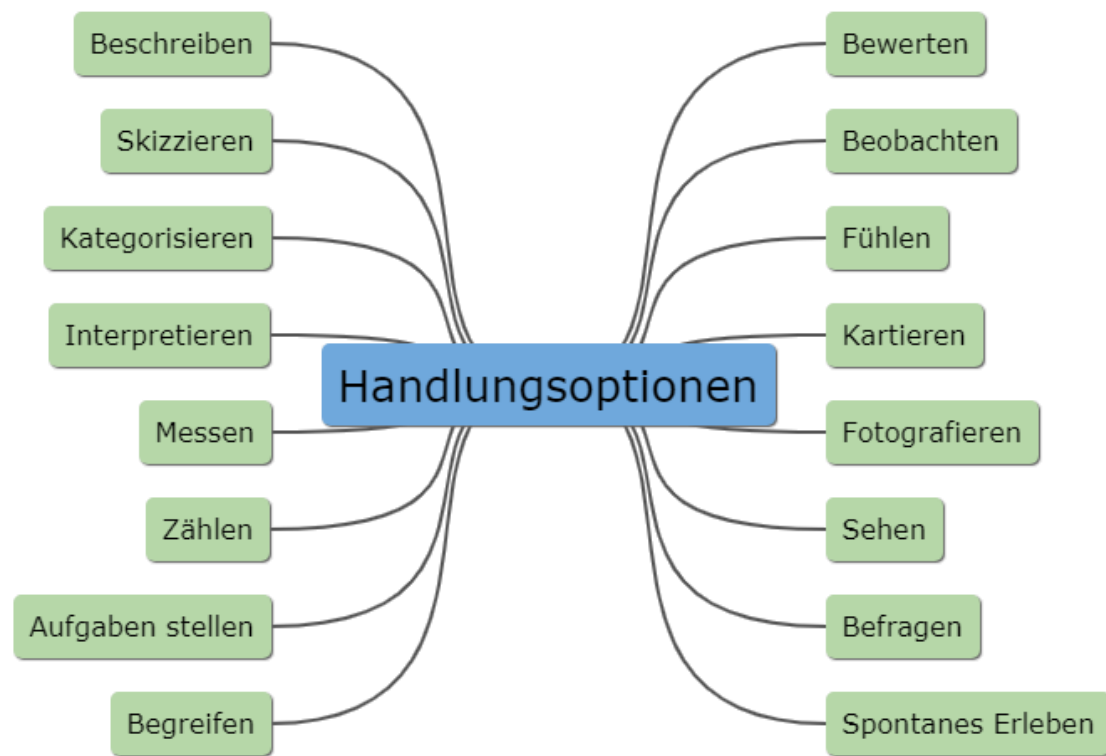 Beschreiben
Skizzieren
Kategorisieren
Interpretieren
Messen
Zählen
Aufgaben stellen
Begreifen
Handlungsoptionen
Bewerten
Beobachten
Fühlen
Kartieren
Fotografieren
Sehen
Befragen
Spontanes Erleben